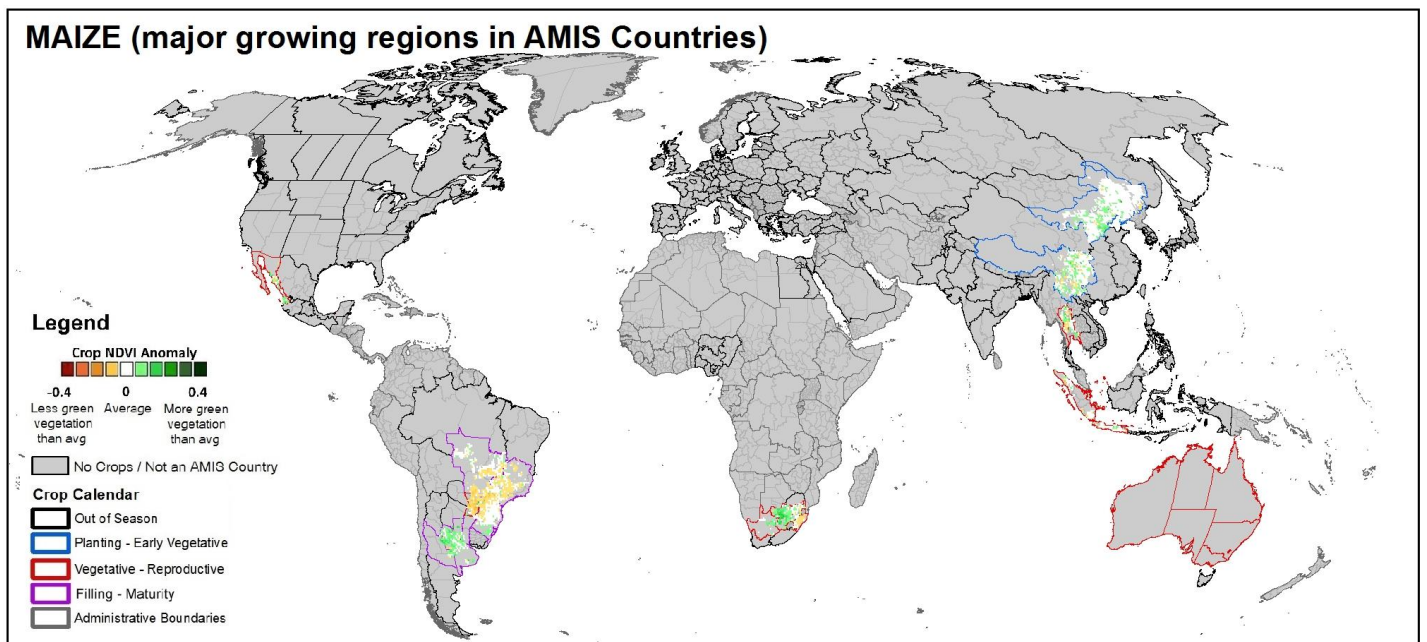 MAIZE (major growing regions in AMIS Countries)
Legend
Crop NDVI Anomaly
-0.4 0 0.4
Less green vegetation than avg
Average
More green vegetation than avg
No Crops / Not an AMIS Country
Crop Calendar
Out of Season
Planting - Early Vegetative
Vegetative - Reproductive
Filling - Maturity
Administrative Boundaries